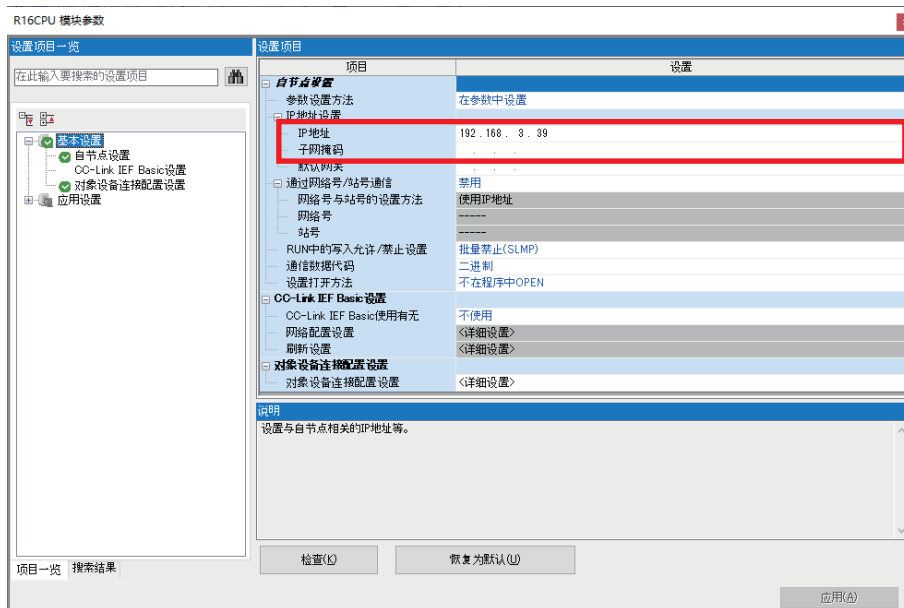 R16CPU 模块参数
设置项目一览
在此输入要搜索的设置项目
基本设置
自节点设置
CC-Link IEF Basic设置
对象设备连接配置设置
应用设置
项目一览 搜索结果
设置项目
项目 设置
自节点设置
参数设置方法 在参数中设置
IP地址设置
IP地址 192 . 168 . 3 . 39
子网掩码 . . .
默认网关 . . .
通过网络号/站号通信 禁用
网络号与站号的设置方法 使用IP地址
网络号 -----
站号 -----
RUN中的写入允许/禁止设置 批量禁止(SLMP)
通信数据代码 二进制
设置打开方法 不在程序中OPEN
CC-Link IEF Basic设置
CC-Link IEF Basic使用有无 不使用
网络配置设置 <详细设置>
刷新设置 <详细设置>
对象设备连接配置设置
对象设备连接配置设置 <详细设置>
说明
设置与自节点相关的IP地址等。
检查(K) 恢复为默认(U)
应用(A)